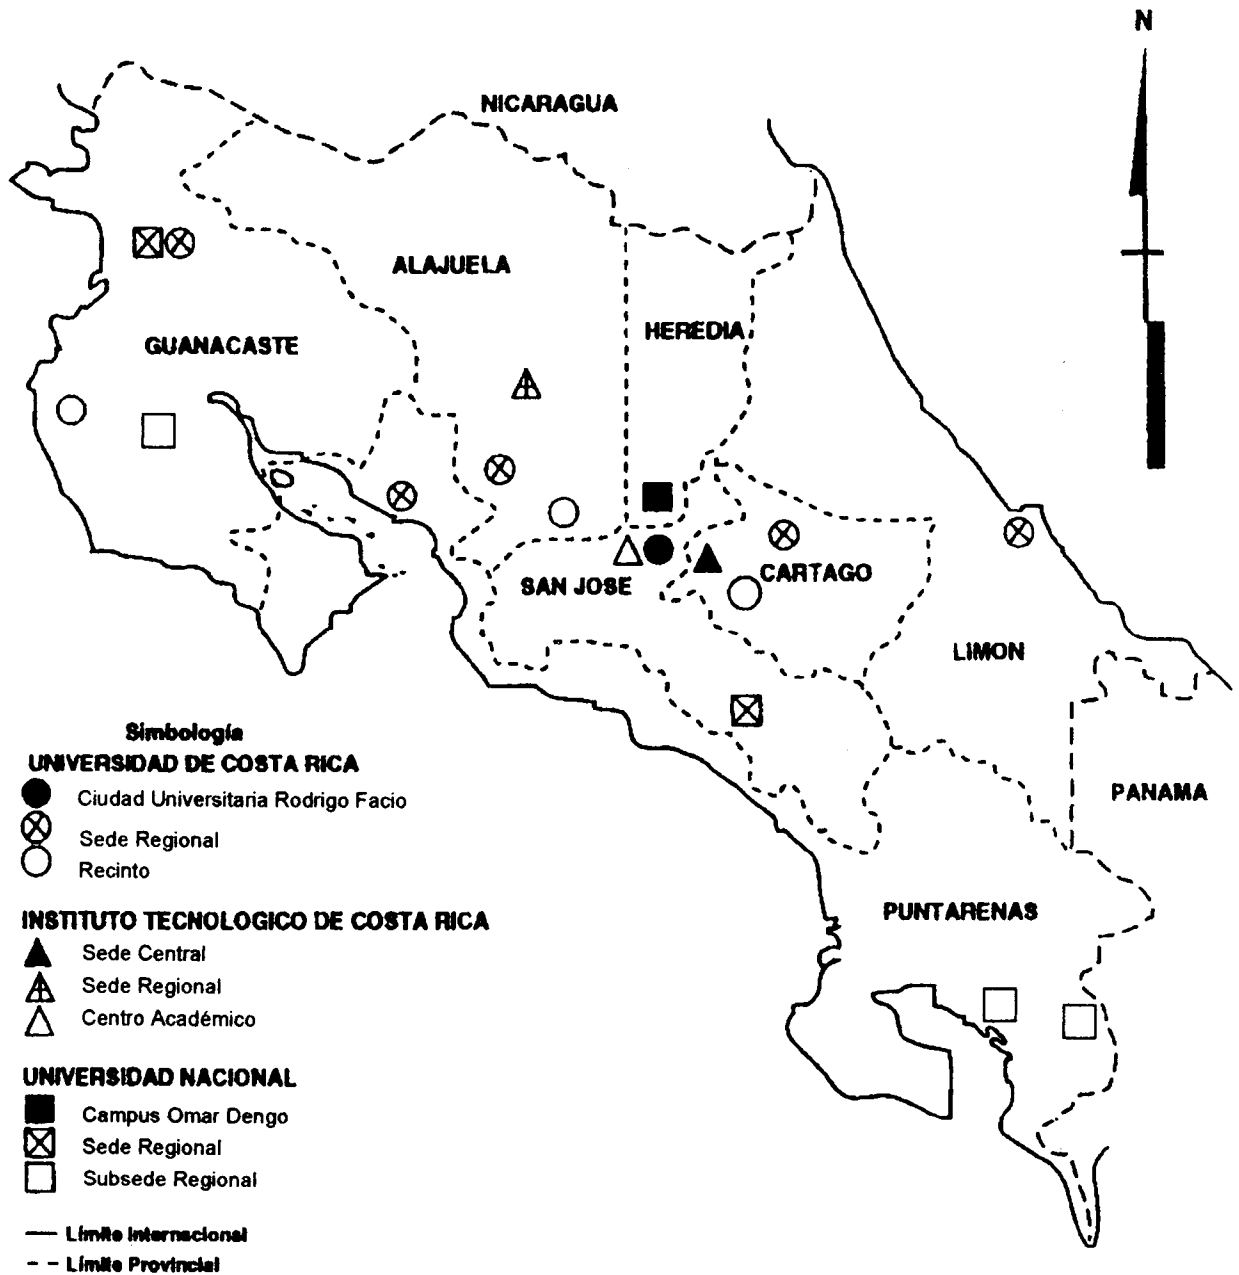 N
NICARAGUA
ALAJUELA
HEREDIA
GUANACASTE
SAN JOSE
CARTAGO
LIMON
PANAMA
PUNTARENAS
Simbología
UNIVERSIDAD DE COSTA RICA
Ciudad Universitaria Rodrigo Facio
Sede Regional
Recinto
INSTITUTO TECNOLOGICO DE COSTA RICA
Sede Central
Sede Regional
Centro Académico
UNIVERSIDAD NACIONAL
Campus Omar Dengo
Sede Regional
Subsede Regional
Límite Internacional
Límite Provincial